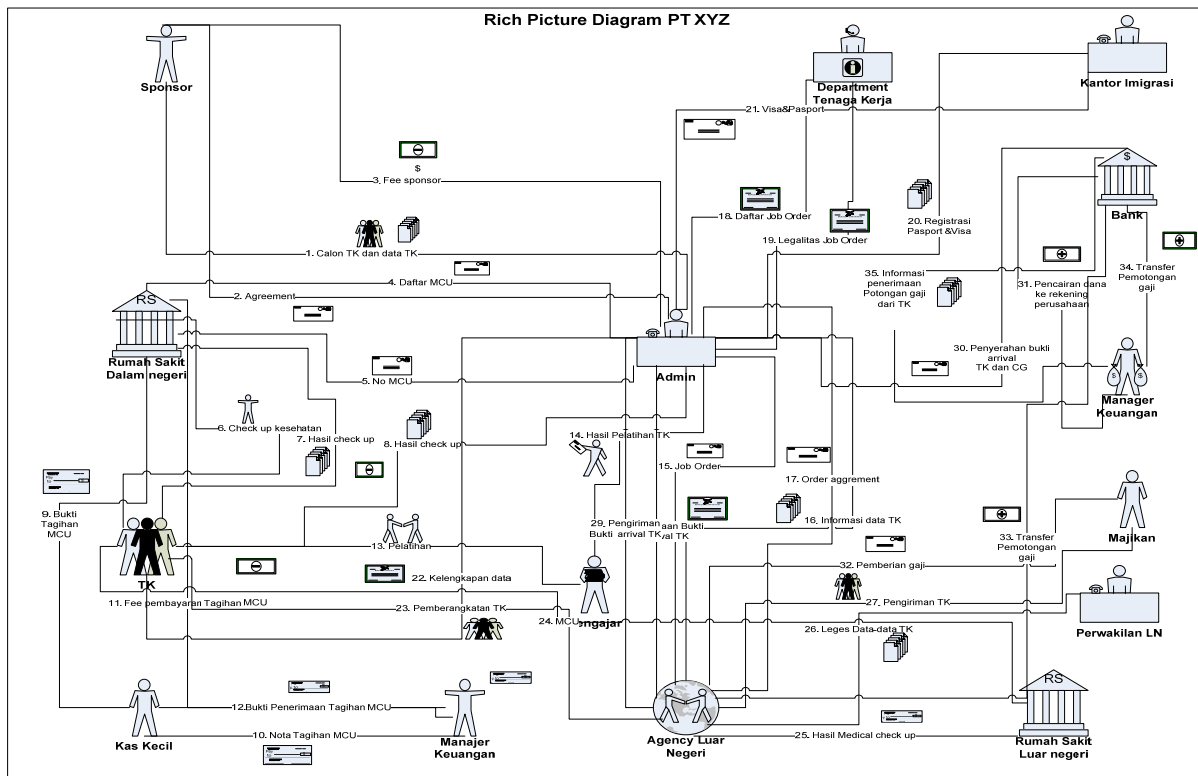 Rich Picture Diagram PT XYZ
Sponsor
Department
Tenaga Kerja
Kantor Imigrasi
21. Visa&Pasport
$
3. Fee sponsor
18. Daftar Job Order
19. Legalitas Job Order
20. Registrasi
Pasport &Visa
$
Bank
1. Calon TK dan data TK
4. Daftar MCU
2. Agreement
35. Informasi
penerimaan
Potongan gaji
dari TK
31. Pencairan dana
ke rekening
perusahaan
34. Transfer
Pemotongan
gaji
RS
Rumah Sakit
Dalam negeri
Admin
5. No MCU
30. Penyerahan bukli
arrival
TK dan CG
$
$
Manager
Keuangan
6. Check up kesehatan
7. Hasil check up
8. Hasil check up
14. Hasil Pelatihan TK
15. Job Order
17. Order aggrement
9. Bukti
Tagihan
MCU
16. Informasi data TK
29. Pengiriman
Bukti arrival TK
aan Bukti
val TK
33. Transfer
Pemotongan
gaji
Majikan
13. Pelatihan
TK
22. Kelengkapan data
32. Pemberian gaji
11. Fee pembayaran Tagihan MCU
23. Pemberangkatan TK
24. MCU
engajar
27. Pengiriman TK
26. Leges Data-data TK
Perwakilan LN
RS
12.Bukti Penerimaan Tagihan MCU
10. Nota Tagihan MCU
Kas Kecil
Manajer
Keuangan
Agency Luar
Negeri
25. Hasil Medical check up
Rumah Sakit
Luar negeri